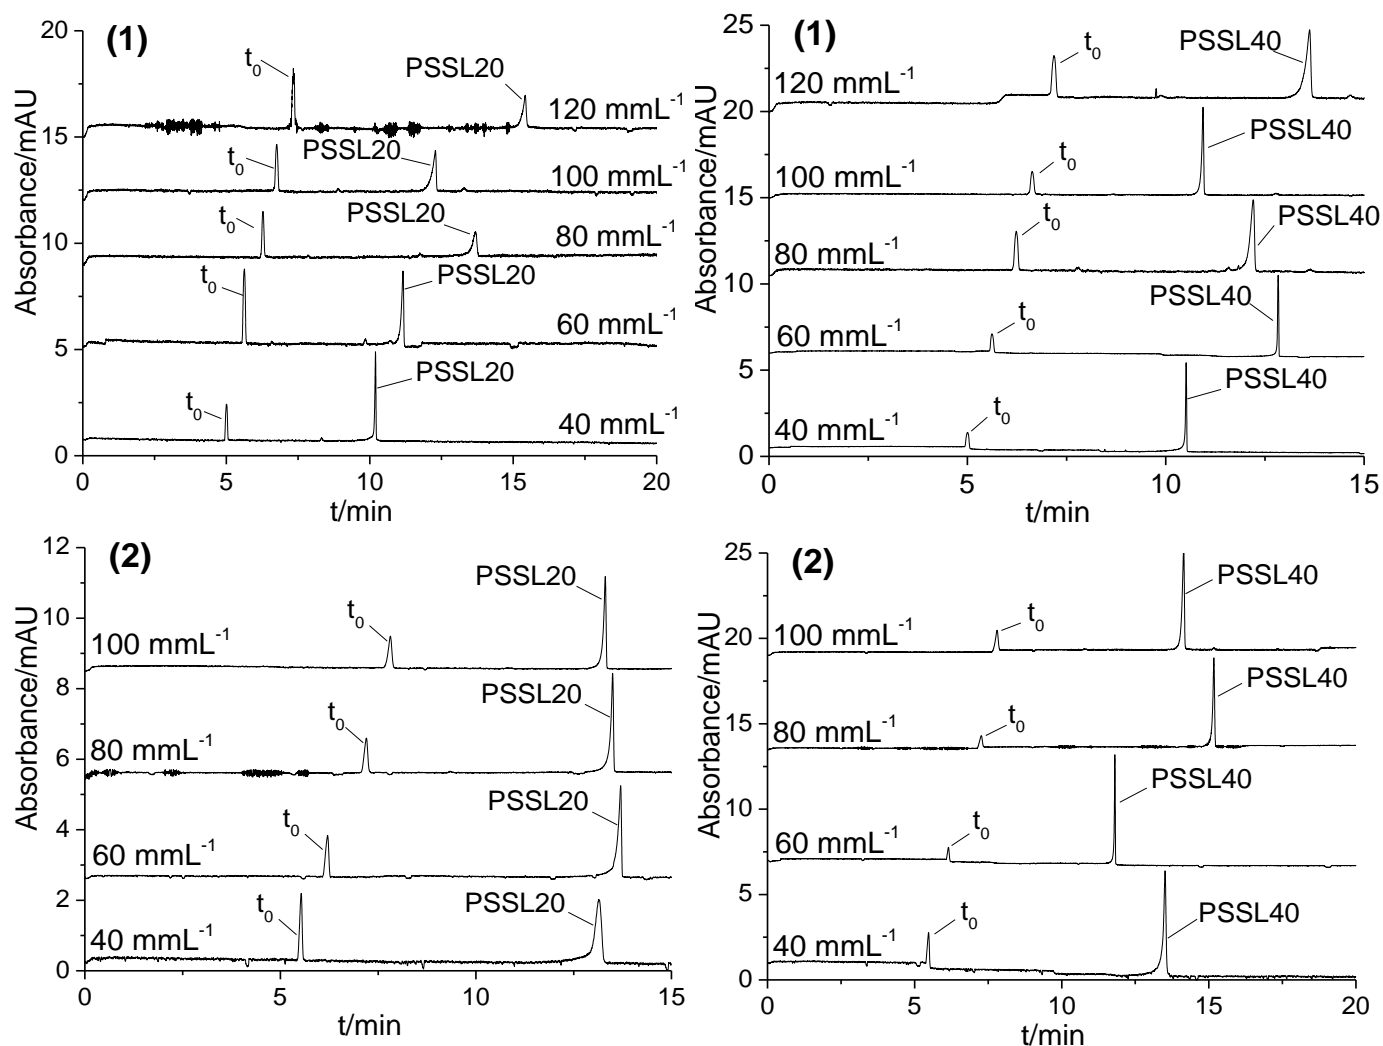 (1)
20
15
10
5
0
Absorbance/mAU
t0
PSSL20
120 mmL-1
t0
PSSL20
100 mmL-1
t0
PSSL20
80 mmL-1
t0
PSSL20
60 mmL-1
t0
PSSL20
40 mmL-1
0 5 10 15 20
t/min
(1)
25
20
15
10
5
0
Absorbance/mAU
t0
PSSL40
120 mmL-1
t0
PSSL40
100 mmL-1
t0
PSSL40
80 mmL-1
t0
PSSL40
60 mmL-1
t0
PSSL40
40 mmL-1
0 5 10 15
t/min
(2)
12
10
8
6
4
2
0
Absorbance/mAU
t0
PSSL20
100 mmL-1
t0
PSSL20
80 mmL-1
t0
PSSL20
60 mmL-1
t0
PSSL20
40 mmL-1
0 5 10 15
t/min
(2)
25
20
15
10
5
0
Absorbance/mAU
t0
PSSL40
100 mmL-1
t0
PSSL40
80 mmL-1
t0
PSSL40
60 mmL-1
t0
PSSL40
40 mmL-1
0 5 10 15 20
t/min